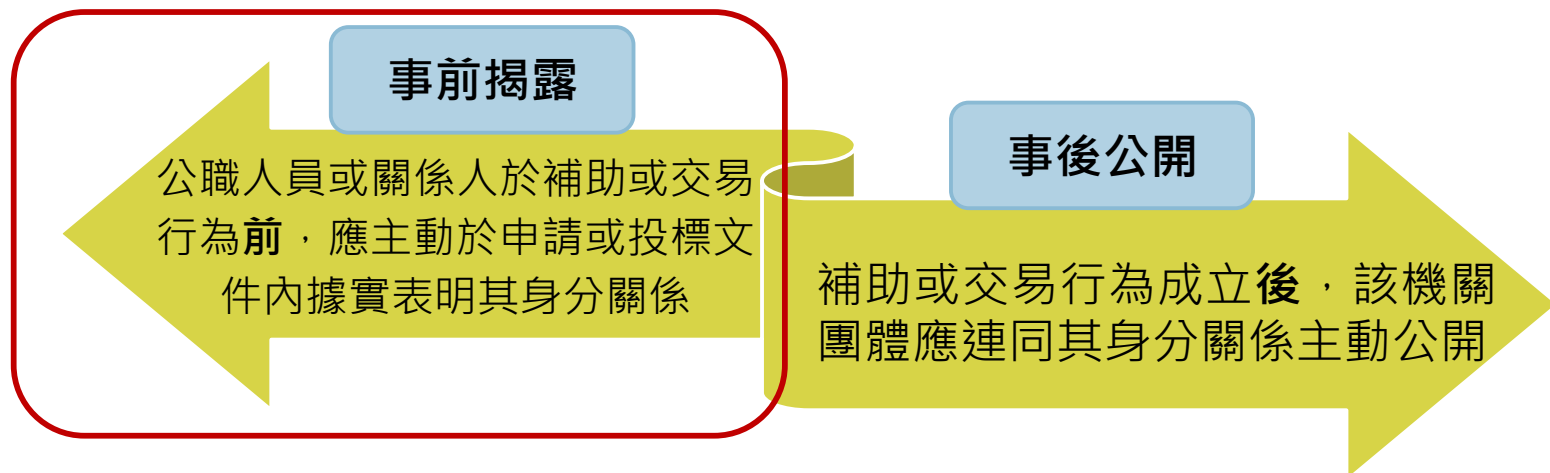 事前揭露
公職人員或關係人於補助或交易
行為前，應主動於申請或投標文
件內據實表明其身分關係
事後公開
補助或交易行為成立後，該機關
團體應連同其身分關係主動公開